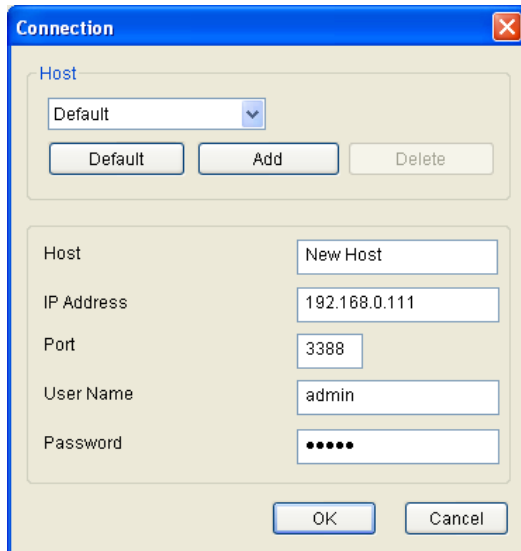 Connection
Host
Default
Default Add Delete
Host New Host
IP Address 192.168.0.111
Port 3388
User Name admin
Password •••••
OK Cancel